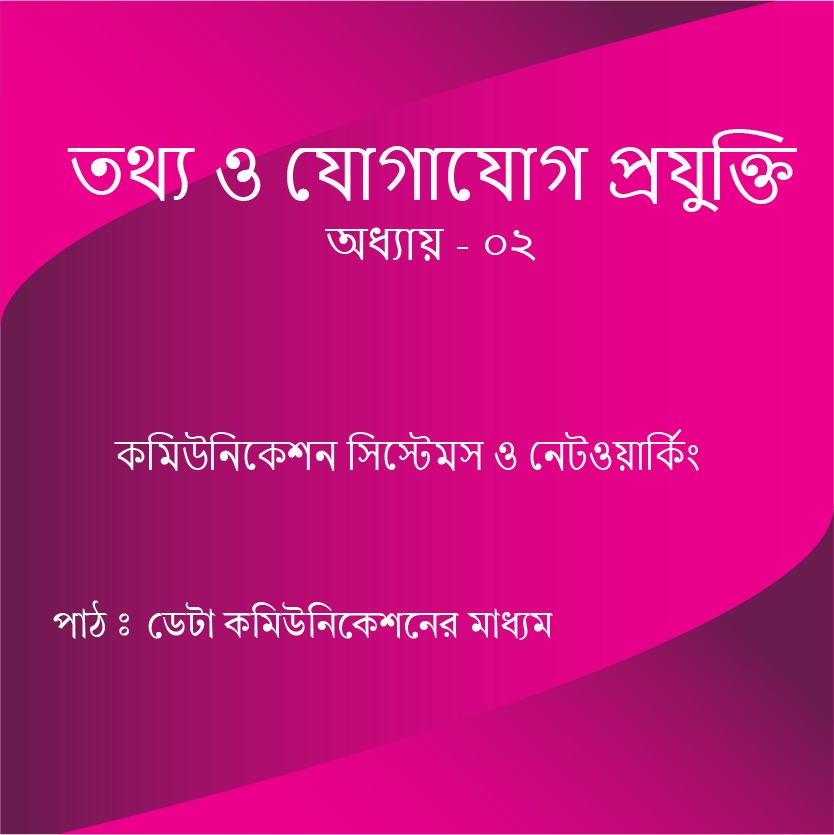 তথ্য ও যোগাযোগ প্রযুক্তি
অধ্যায় - ০২
কমিউনিকেশন সিস্টেমস ও নেটওয়ার্কিং
পাঠ ঃ ডেটা কমিউনিকেশনের মাধ্যম